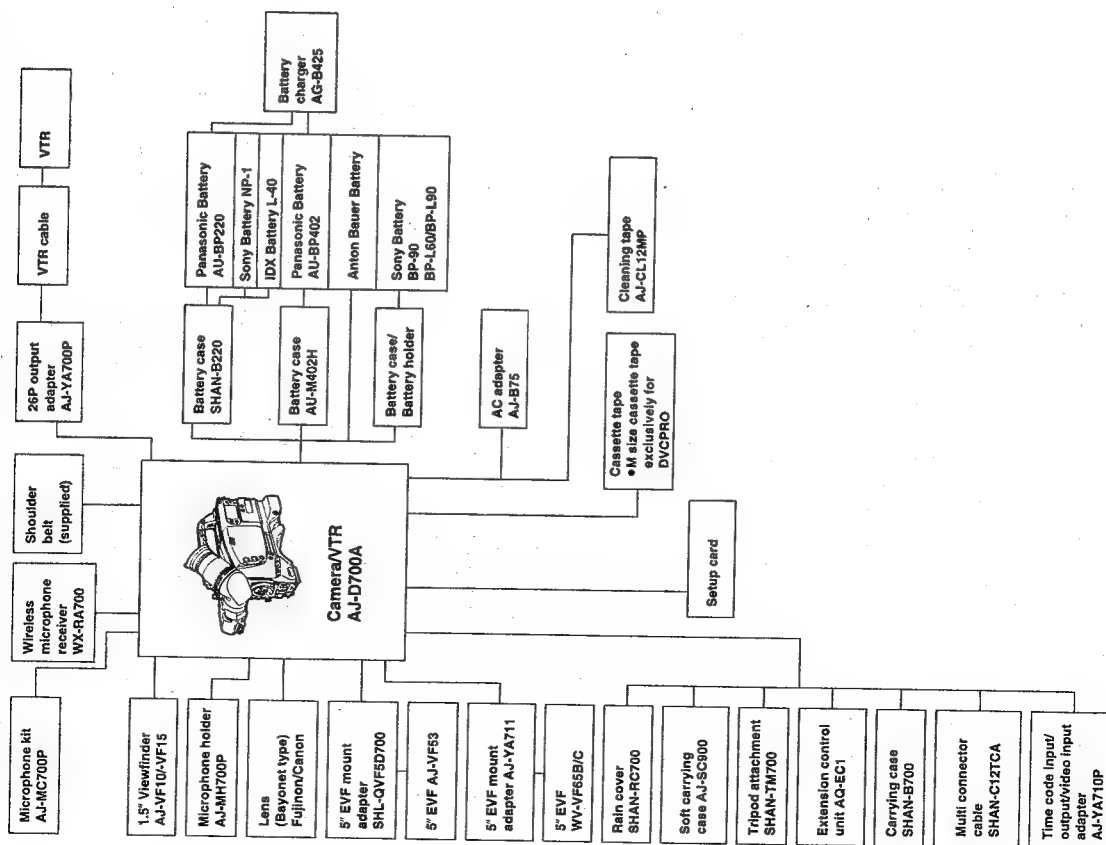 Microphone kit
AJ-MC700P
Wireless
microphone
receiver
WX-RA700
Shoulder
belt
(supplied)
26P output
adapter
AJ-YA700P
VTR cable
VTR
1.5" Viewfinder
AJ-VF10/-VF15
Microphone holder
AJ-MH700P
Lens
(Bayonet type)
Fujinon/Canon
5" EVF mount
adapter
SHL-QVF5D700
5" EVF AJ-VF53
5" EVF mount
adapter AJ-YA711
5" EVF
WV-VF65B/C
Rain cover
SHAN-RC700
Soft carrying
case AJ-SC900
Tripod attachment
SHAN-TM700
Extension control
unit AQ-EC1
Carrying case
SHAN-B700
Multi connector
cable
SHAN-C12TCA
Time code input/
output/video input
adapter
AJ-YA710P
Camera/VTR
AJ-D700A
Battery case
SHAN-B220
Battery case
AU-M402H
Battery case/
Battery holder
Panasonic Battery
AU-BP220
Sony Battery NP-1
IDX Battery L-40
Panasonic Battery
AU-BP402
Anton Bauer Battery
Sony Battery
BP-90
BP-L60/BP-L90
Battery
charger
AG-B425
AC adapter
AJ-B75
Cleaning tape
AJ-CL12MP
Cassette tape
●M size cassette tape
exclusively for
DVCPRO
Setup card